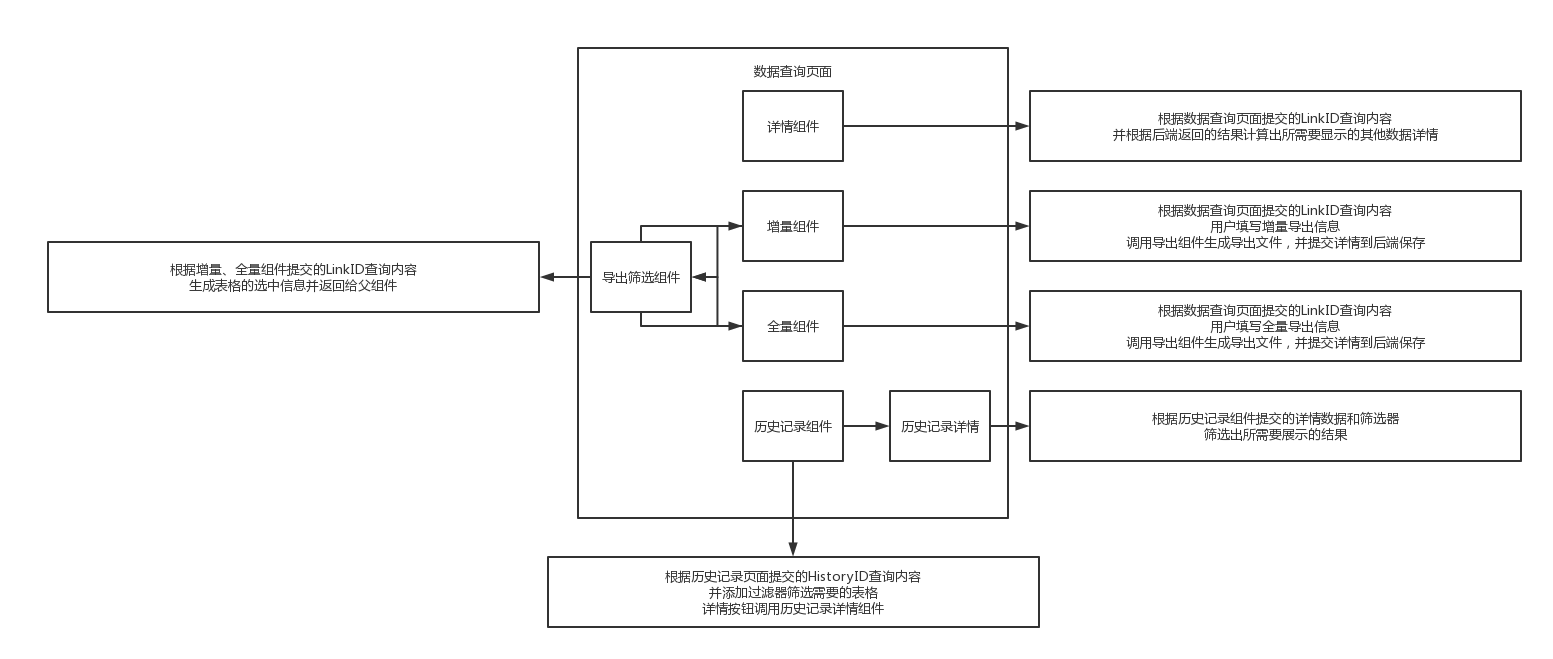 数据查询页面
详情组件
根据数据查询页面提交的LinkID查询内容
并根据后端返回的结果计算出所需要显示的其他数据详情
增量组件
根据数据查询页面提交的LinkID查询内容
用户填写增量导出信息
调用导出组件生成导出文件，并提交详情到后端保存
根据增量、全量组件提交的LinkID查询内容
生成表格的选中信息并返回给父组件
导出筛选组件
全量组件
根据数据查询页面提交的LinkID查询内容
用户填写全量导出信息
调用导出组件生成导出文件，并提交详情到后端保存
历史记录组件
历史记录详情
根据历史记录组件提交的详情数据和筛选器
筛选出所需要展示的结果
根据历史记录页面提交的HistoryID查询内容
并添加过滤器筛选需要的表格
详情按钮调用历史记录详情组件